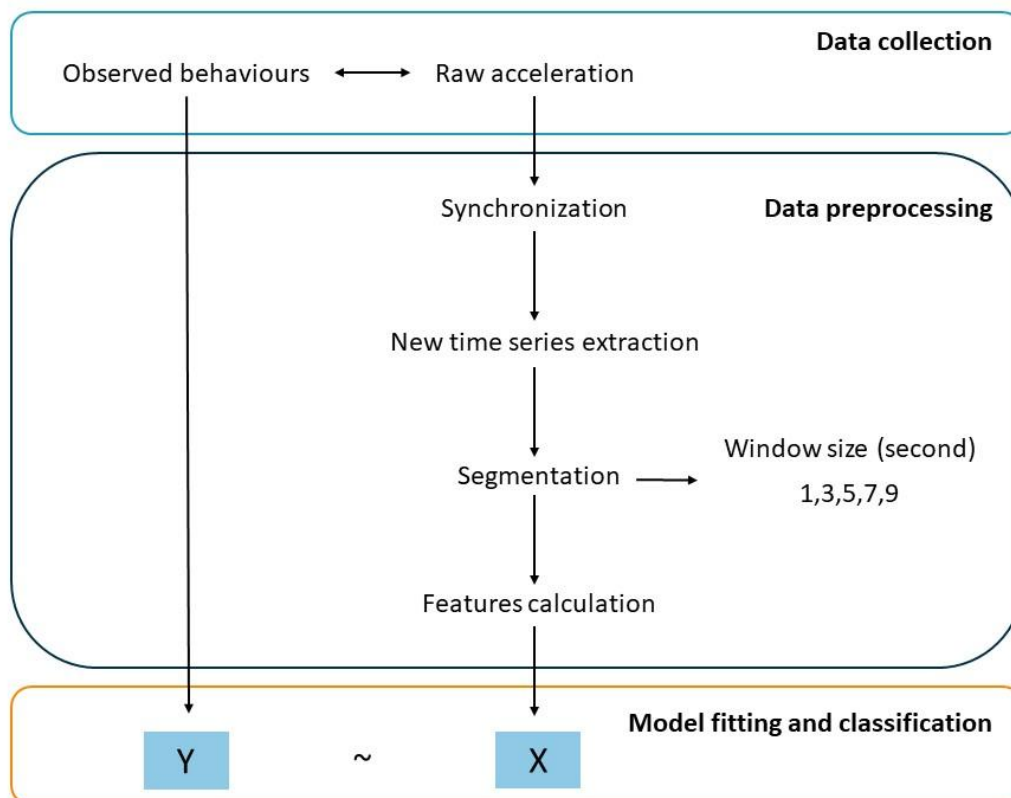 Data collection
Observed behaviours
Raw acceleration
Synchronization
Data preprocessing
New time series extraction
Segmentation
Window size (second)
1,3,5,7,9
Features calculation
Model fitting and classification
Y
~
X